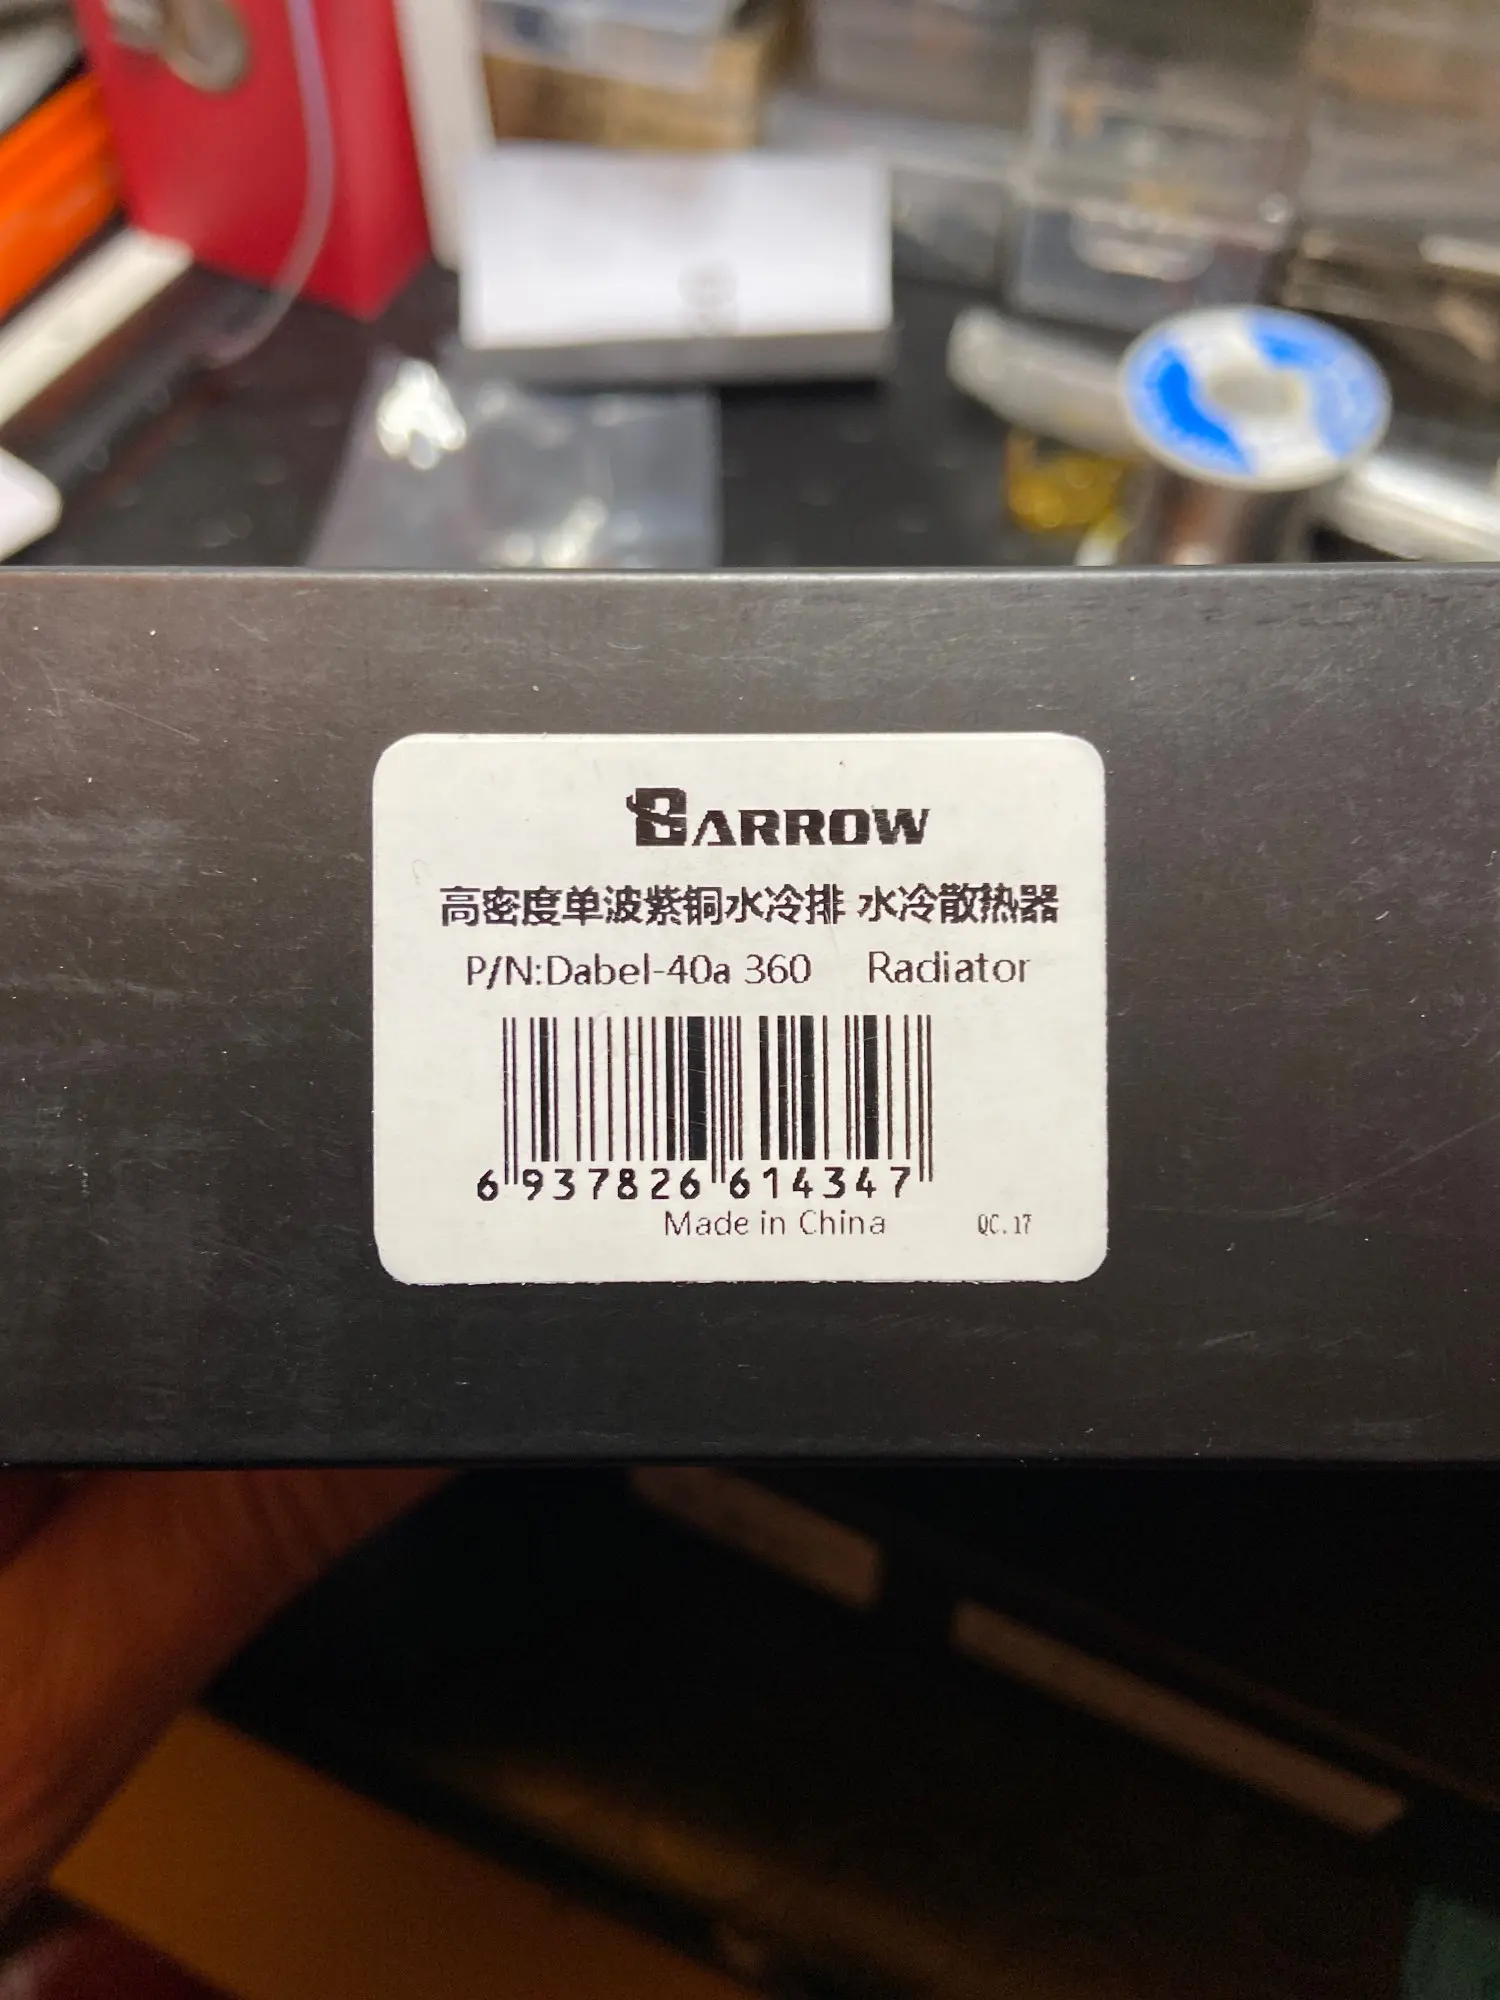 BARROW
高密度单波紫铜水冷排 水冷散热器
P/N:Dabel-40a 360 Radiator
6 937826 614347
Made in China QC.17